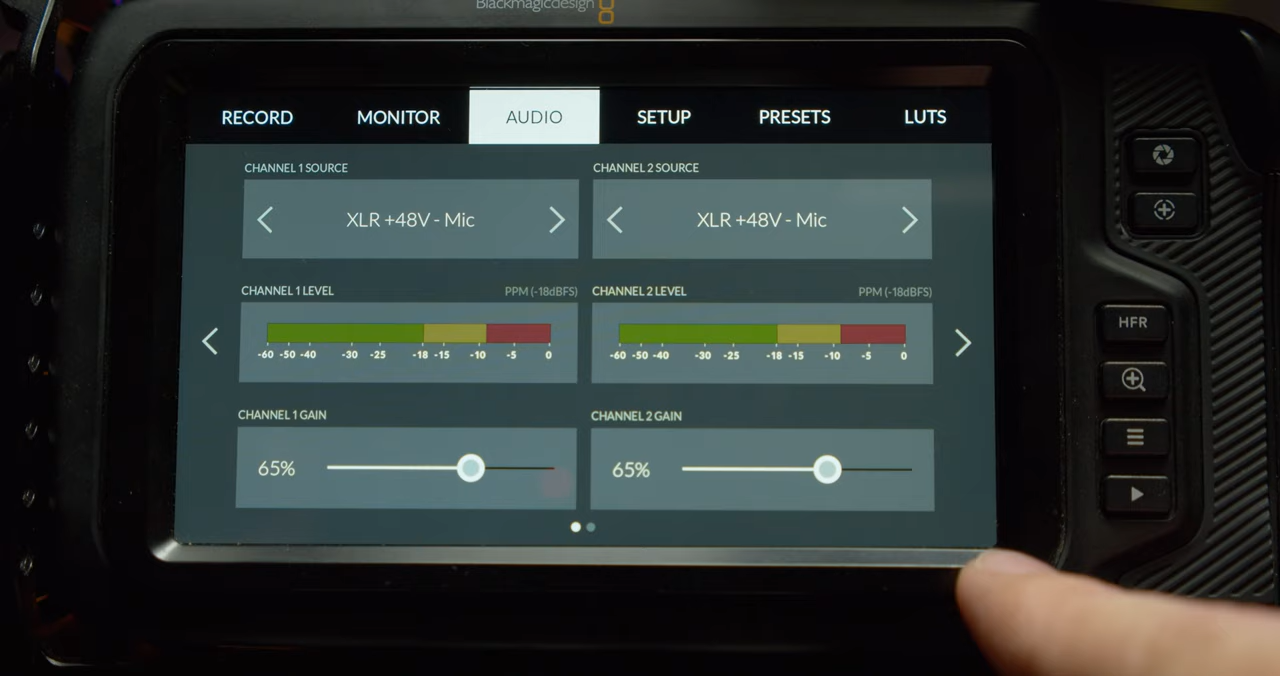 Blackmagicdesign
RECORD MONITOR AUDIO SETUP PRESETS LUTS
CHANNEL 1 SOURCE CHANNEL 2 SOURCE
XLR +48V - Mic XLR +48V - Mic
CHANNEL 1 LEVEL PPM (-18dBFS) CHANNEL 2 LEVEL PPM (-18dBFS)
-60 -50 -40 -30 -25 -18 -15 -10 -5 0 -60 -50 -40 -30 -25 -18 -15 -10 -5 0
CHANNEL 1 GAIN CHANNEL 2 GAIN
65% 65%
HFR